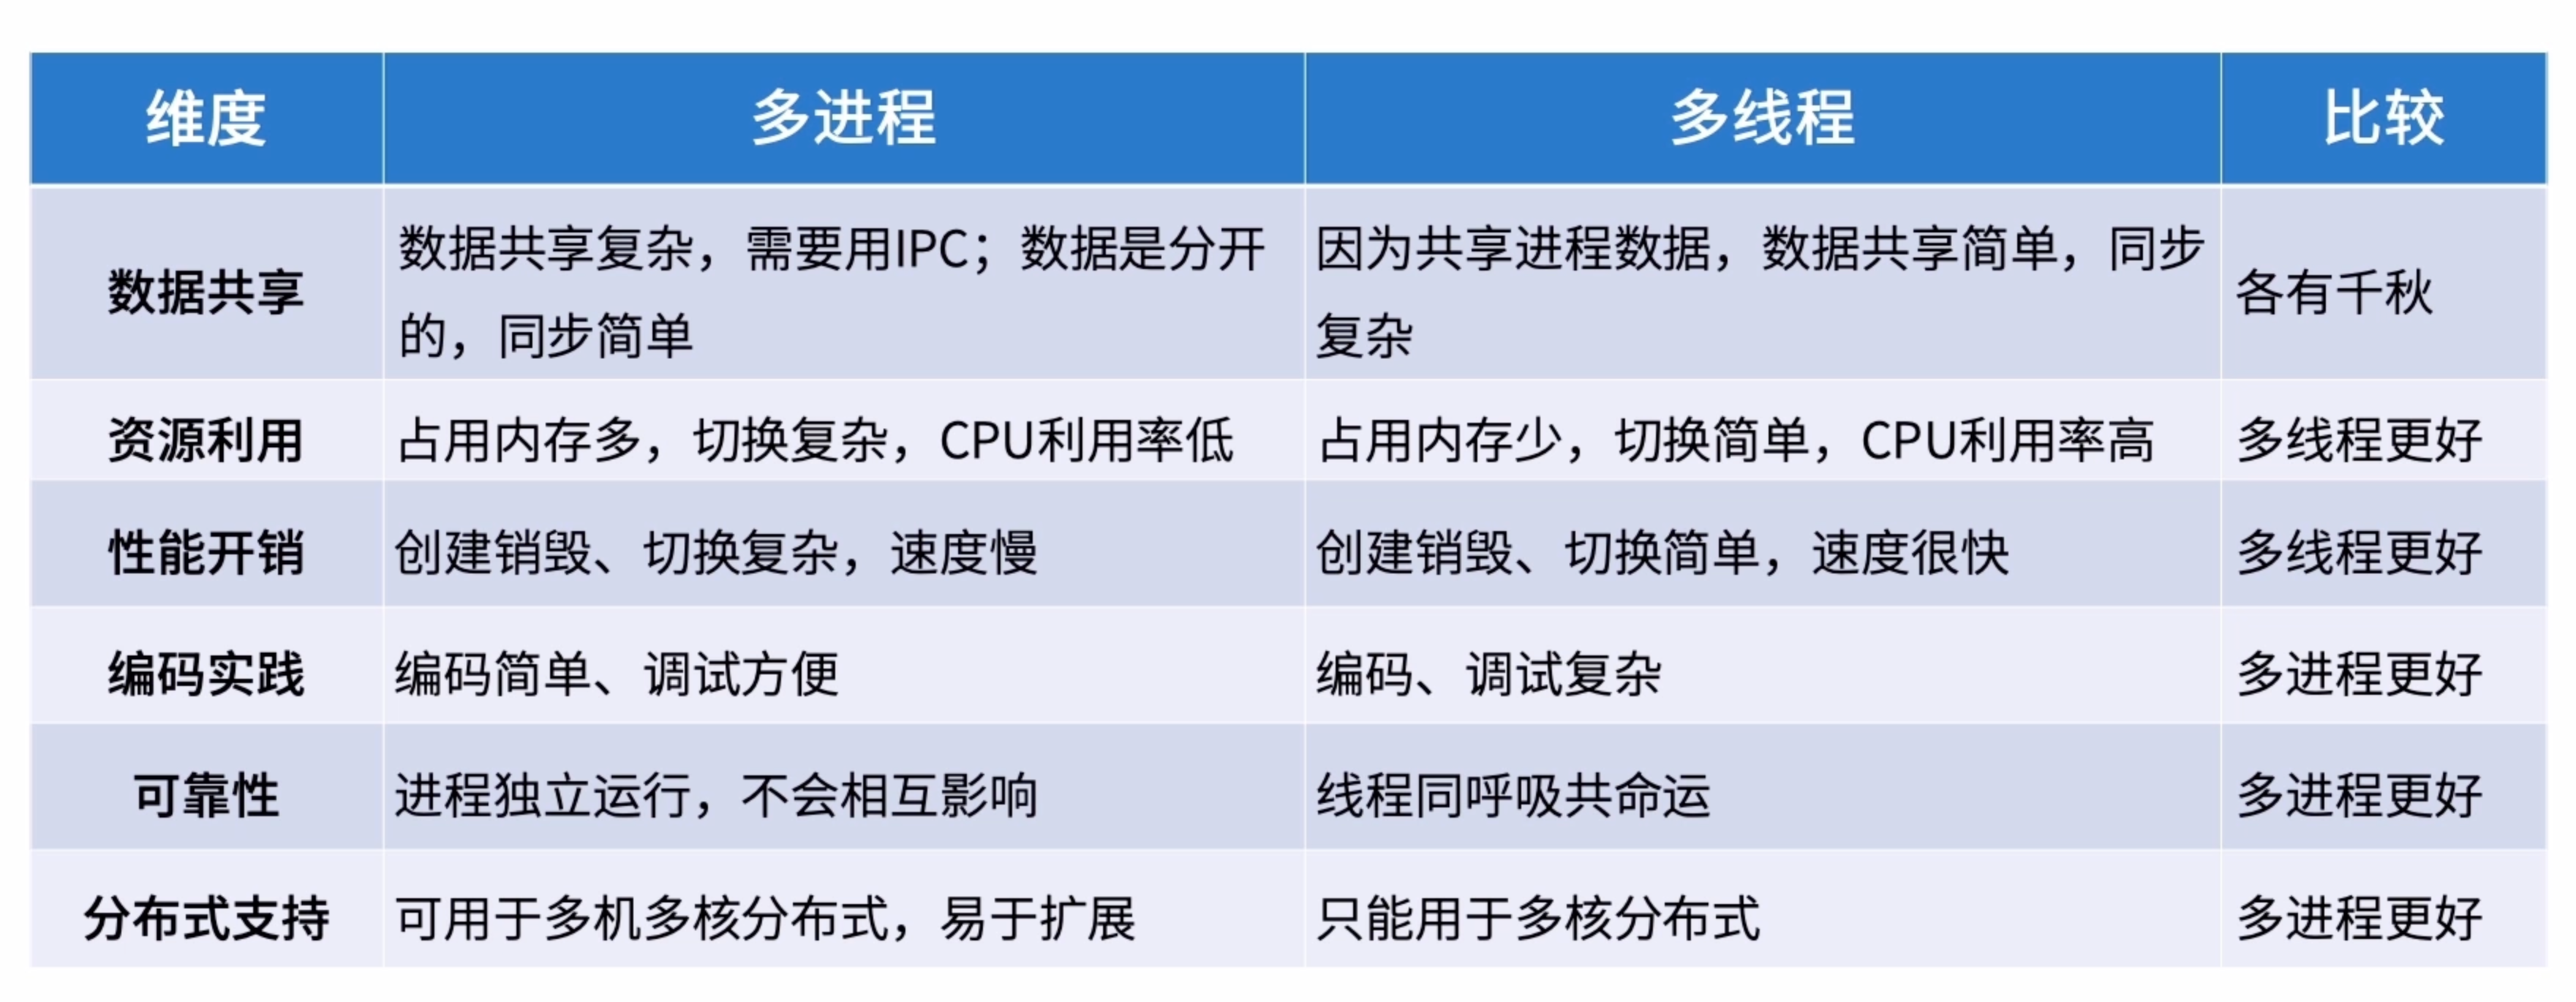 维度 多进程 多线程 比较
数据共享 数据共享复杂，需要用IPC；数据是分开 因为共享进程数据，数据共享简单，同步 各有千秋
的，同步简单 复杂
资源利用 占用内存多，切换复杂，CPU利用率低 占用内存少，切换简单，CPU利用率高 多线程更好
性能开销 创建销毁、切换复杂，速度慢 创建销毁、切换简单，速度很快 多线程更好
编码实践 编码简单、调试方便 编码、调试复杂 多进程更好
可靠性 进程独立运行，不会相互影响 线程同呼吸共命运 多进程更好
分布式支持 可用于多机多核分布式，易于扩展 只能用于多核分布式 多进程更好